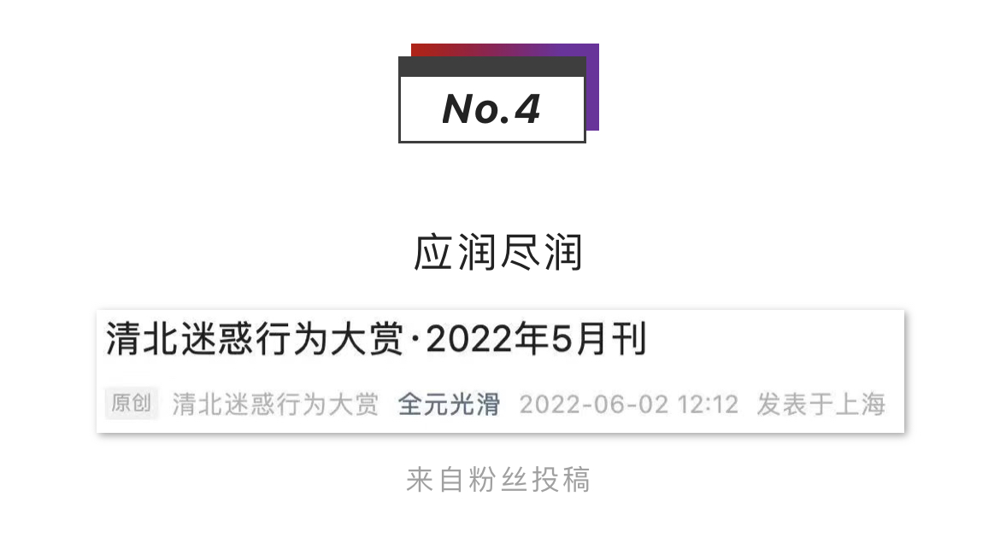 No.4
应润尽润
清北迷惑行为大赏·2022年5月刊
原创 清北迷惑行为大赏 全元光滑 2022-06-02 12:12 发表于上海
来自粉丝投稿